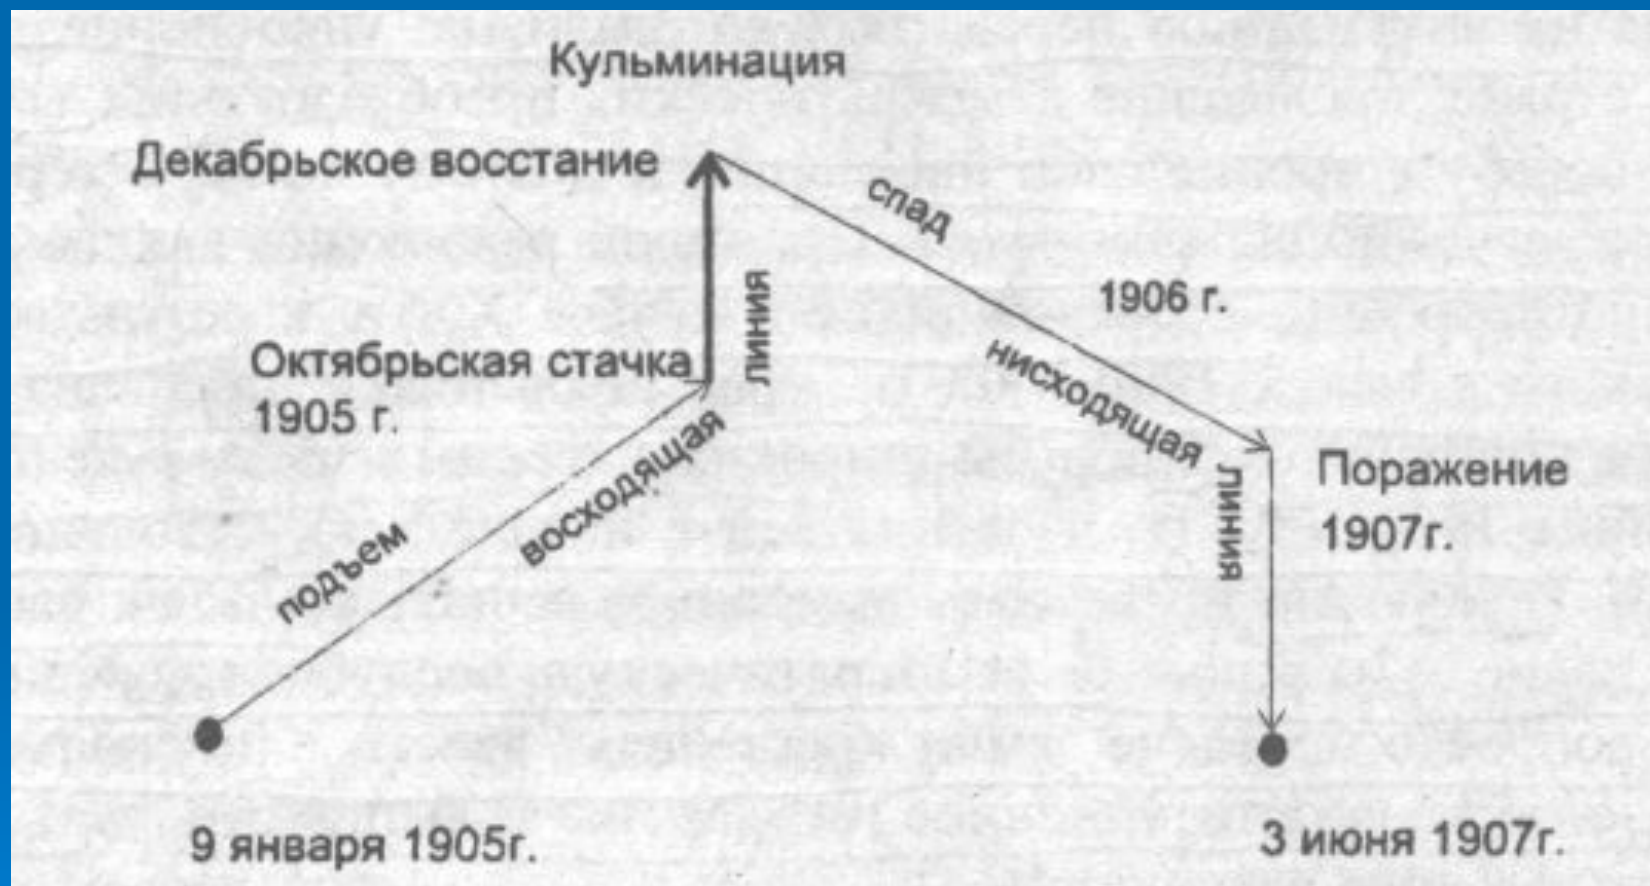 Кульминация
Декабрьское восстание
спад
линия
1906 г.
Октябрьская стачка
1905 г.
нисходящая
восходящая
линия
Поражение
1907г.
подъем
9 января 1905г.
3 июня 1907г.